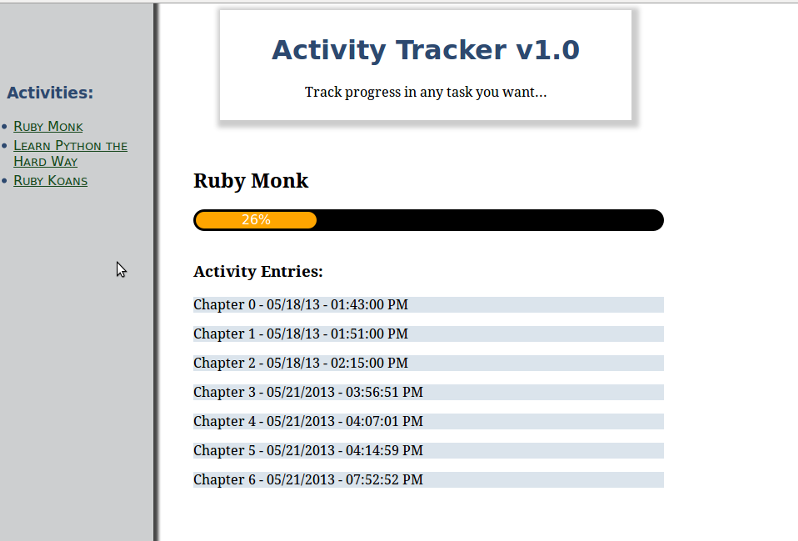 Activity Tracker v1.0
Track progress in any task you want...
Activities:
Ruby Monk
Learn Python the
Hard Way
Ruby Koans
Ruby Monk
26%
Activity Entries:
Chapter 0 - 05/18/13 - 01:43:00 PM
Chapter 1 - 05/18/13 - 01:51:00 PM
Chapter 2 - 05/18/13 - 02:15:00 PM
Chapter 3 - 05/21/2013 - 03:56:51 PM
Chapter 4 - 05/21/2013 - 04:07:01 PM
Chapter 5 - 05/21/2013 - 04:14:59 PM
Chapter 6 - 05/21/2013 - 07:52:52 PM